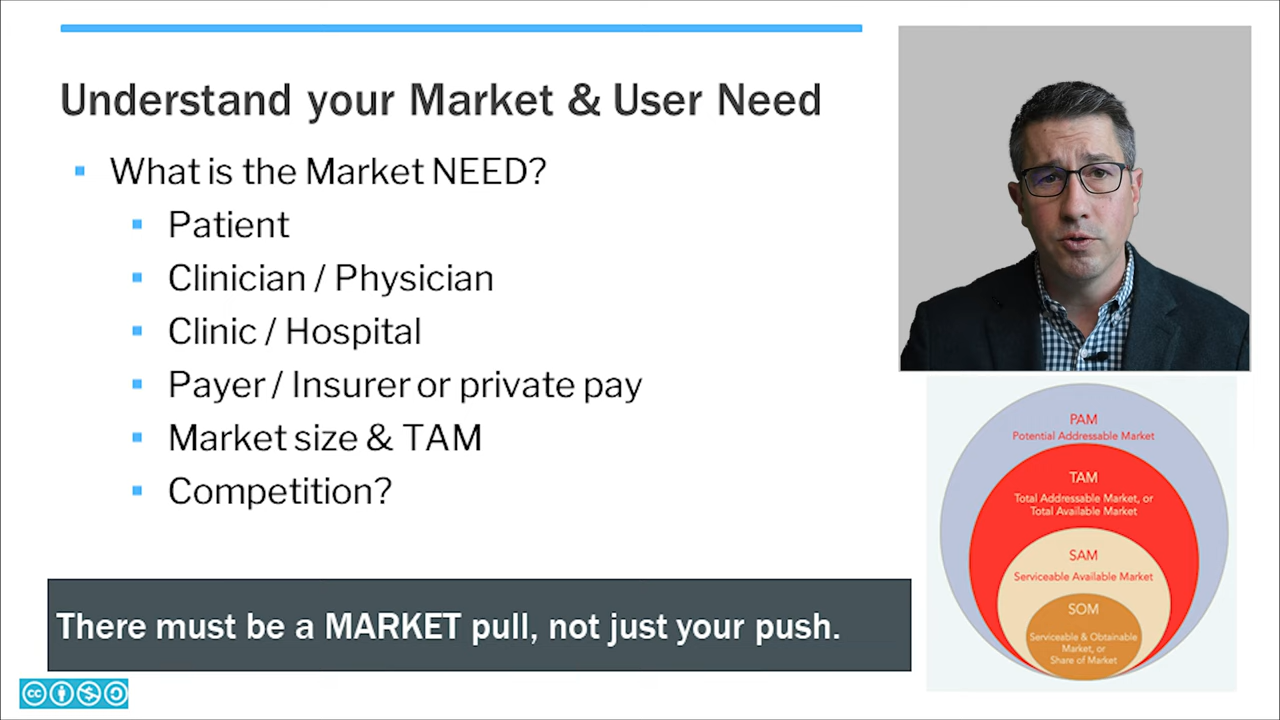 Understand your Market & User Need
What is the Market NEED?
Patient
Clinician / Physician
Clinic / Hospital
Payer / Insurer or private pay
Market size & TAM
Competition?
There must be a MARKET pull, not just your push.
PAM
Potential Addressable Market
TAM
Total Addressable Market, or
Total Available Market
SAM
Serviceable Available Market
SOM
Serviceable & Obtainable
Market, or
Share of Market
cc